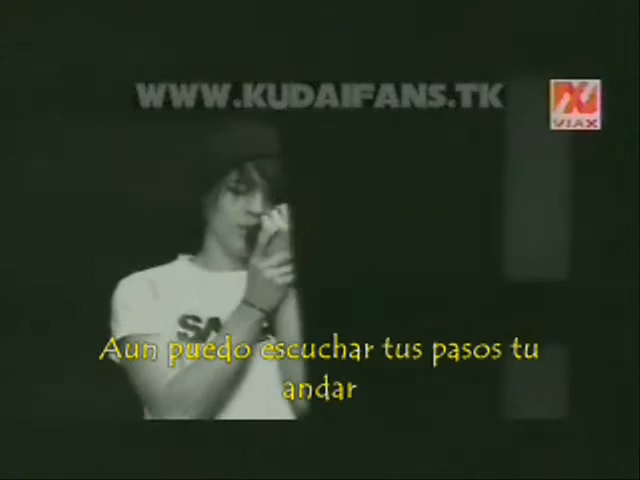 WWW.KUDAIFANS.TK
VIAX
Aun puedo escuchar tus pasos tu
andar